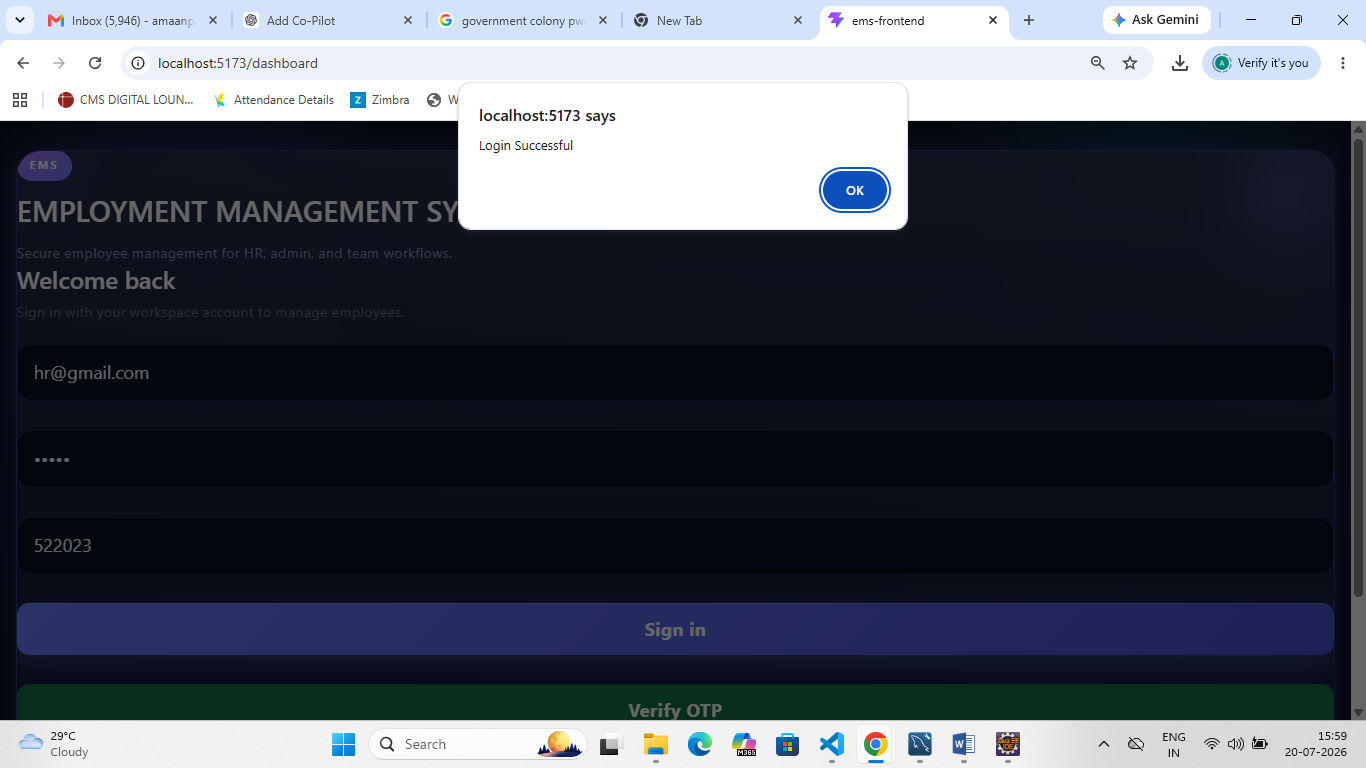 Inbox (5,946) - amaanp
Add Co-Pilot
government colony pw
New Tab
ems-frontend
Ask Gemini
localhost:5173/dashboard
A
Verify it's you
CMS DIGITAL LOUN...
Attendance Details
Z
Zimbra
W
localhost:5173 says
Login Successful
OK
EMS
EMPLOYMENT MANAGEMENT SY
Secure employee management for HR, admin, and team workflows.
Welcome back
Sign in with your workspace account to manage employees.
hr@gmail.com
•••••
522023
Sign in
Verify OTP
29°C
Cloudy
Search
M365
ENG
IN
15:59
20-07-2026